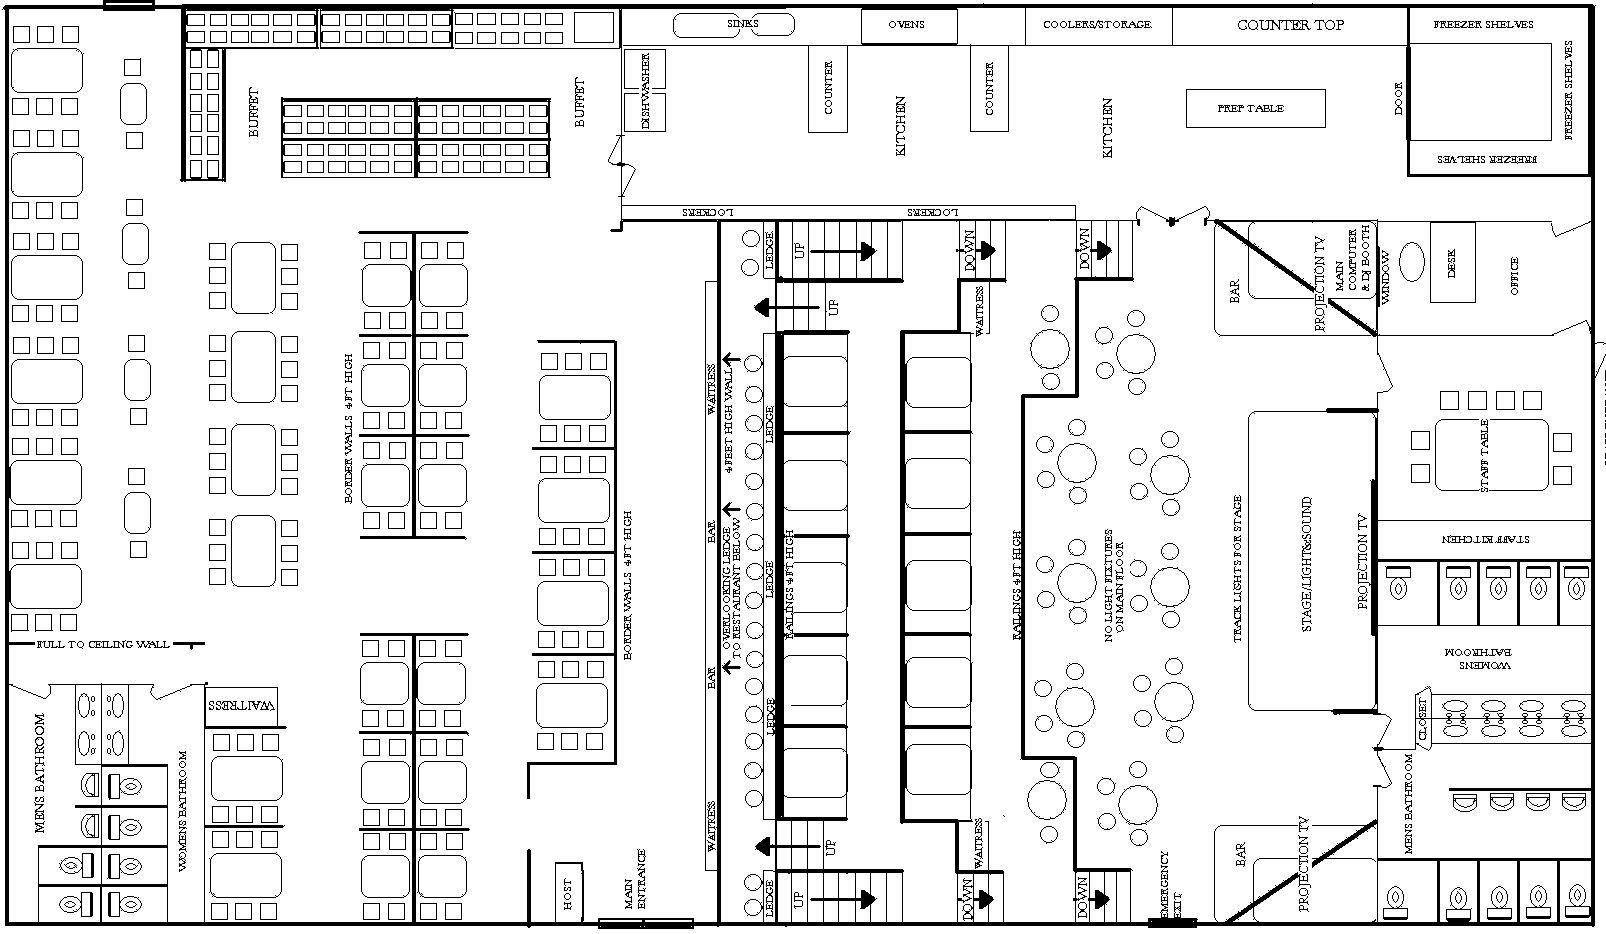 SINKS
OVENS
COOLERS/STORAGE
COUNTER TOP
FREEZER SHELVES
FREEZER SHELVES
FREEZER SHELVES
DOOR
DISHWASHER
COUNTER
COUNTER
KITCHEN
KITCHEN
PREP TABLE
BUFFET
BUFFET
LOCKERS
LOCKERS
LEDGE
UP
DOWN
DOWN
UP
WAITRESS
BAR
PROJECTION TV
MAIN
COMPUTER
& DJ BOOTH
WINDOW
DESK
OFFICE
BORDER WALLS 4FT HIGH
BORDER WALLS 4FT HIGH
WAITRESS
4 FEET HIGH WALL
LEDGE
BAR
OVERLOOKING LEDGE
TO RESTAURANT BELOW
LEDGE
RAILINGS 4FT HIGH
BAR
LEDGE
WAITRESS
RAILINGS 4FT HIGH
NO LIGHT FIXTURES
ON MAIN FLOOR
TRACK LIGHTS FOR STAGE
STAGE/LIGHT&SOUND
PROJECTION TV
STAFF TABLE
STAFF KITCHEN
WOMENS
BATHROOM
CLOSET
MENS BATHROOM
FULL TO CEILING WALL
WAITRESS
MENS BATHROOM
WOMENS BATHROOM
HOST
MAIN
ENTRANCE
UP
LEDGE
UP
WAITRESS
DOWN
DOWN
EMERGENCY
EXIT
BAR
PROJECTION TV